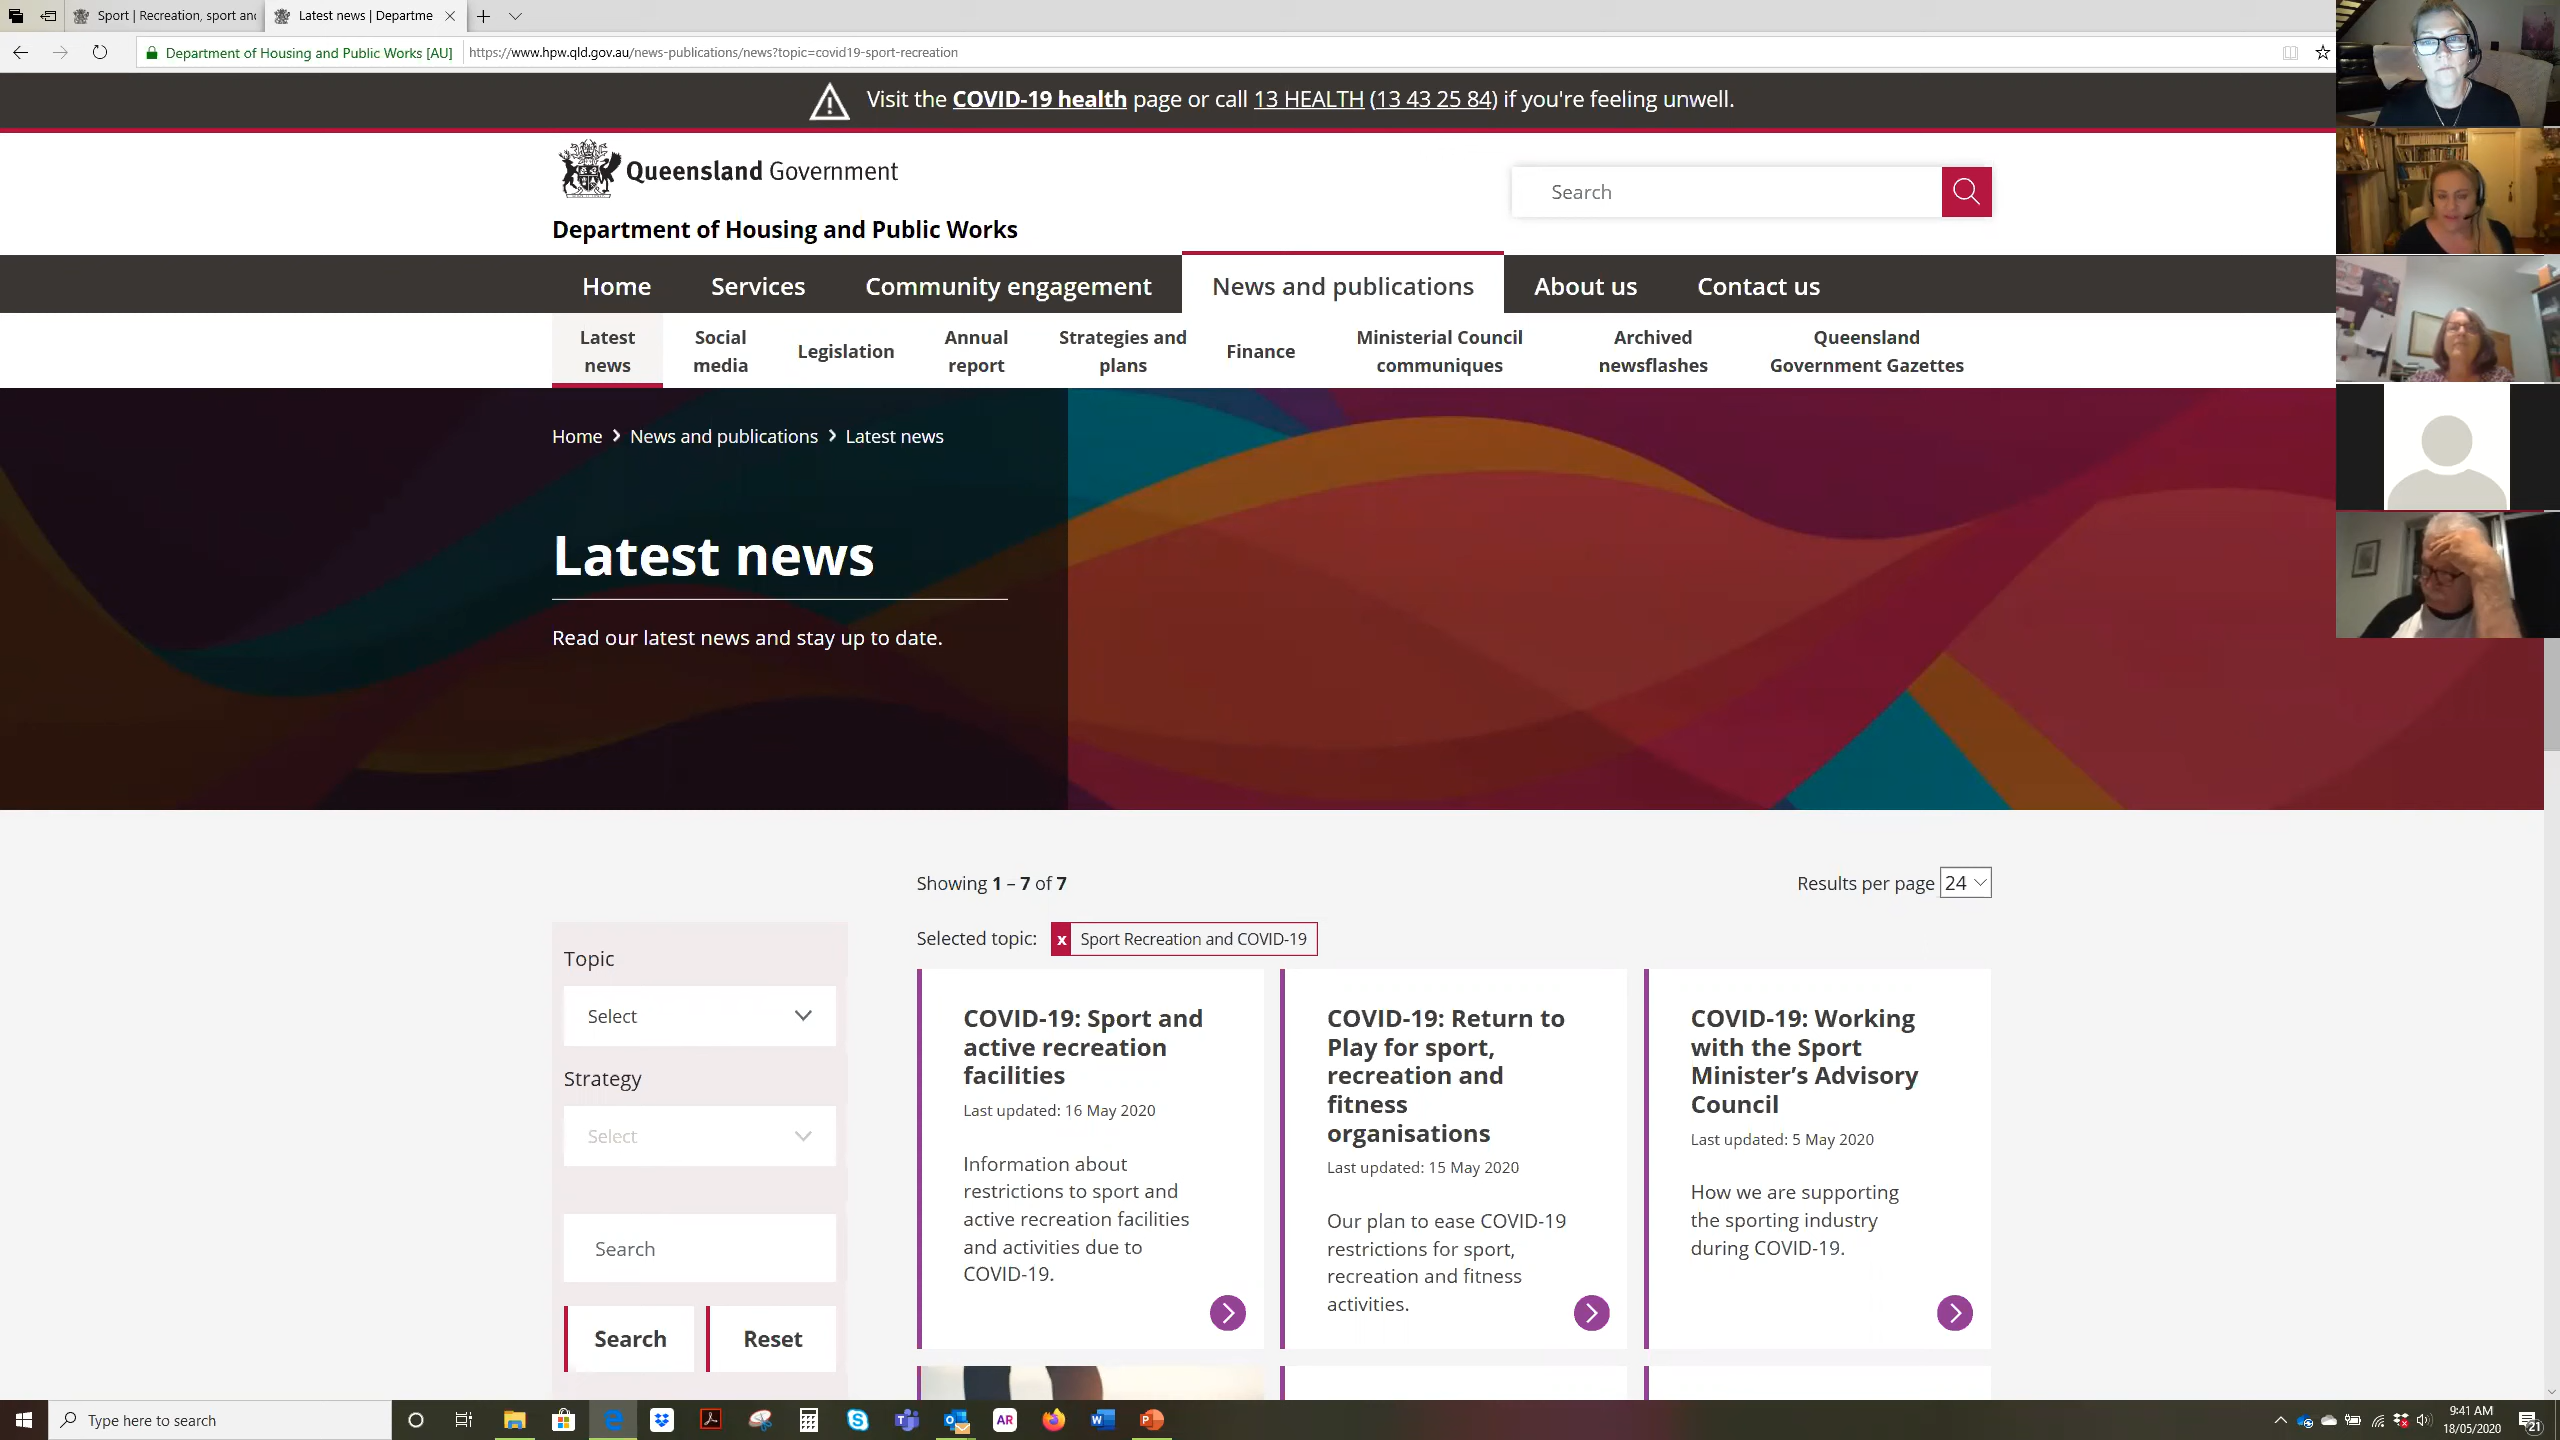 Sport | Recreation, sport and
Latest news | Departme
Department of Housing and Public Works [AU]
https://www.hpw.qld.gov.au/news-publications/news?topic=covid19-sport-recreation
Visit the COVID-19 health page or call 13 HEALTH (13 43 25 84) if you're feeling unwell.
Queensland Government
Search
Department of Housing and Public Works
Home Services Community engagement News and publications About us Contact us
Latest news
Social media
Legislation
Annual report
Strategies and plans
Finance
Ministerial Council communiques
Archived newsflashes
Queensland Government Gazettes
Home > News and publications > Latest news
Latest news
Read our latest news and stay up to date.
Showing 1 – 7 of 7
Results per page 24
Selected topic: x Sport Recreation and COVID-19
Topic
Select
Strategy
Select
Search
Search
Reset
COVID-19: Sport and
active recreation
facilities
Last updated: 16 May 2020
Information about
restrictions to sport and
active recreation facilities
and activities due to
COVID-19.
COVID-19: Return to
Play for sport,
recreation and
fitness
organisations
Last updated: 15 May 2020
Our plan to ease COVID-19
restrictions for sport,
recreation and fitness
activities.
COVID-19: Working
with the Sport
Minister’s Advisory
Council
Last updated: 5 May 2020
How we are supporting
the sporting industry
during COVID-19.
Type here to search
AR
9:41 AM
18/05/2020
21